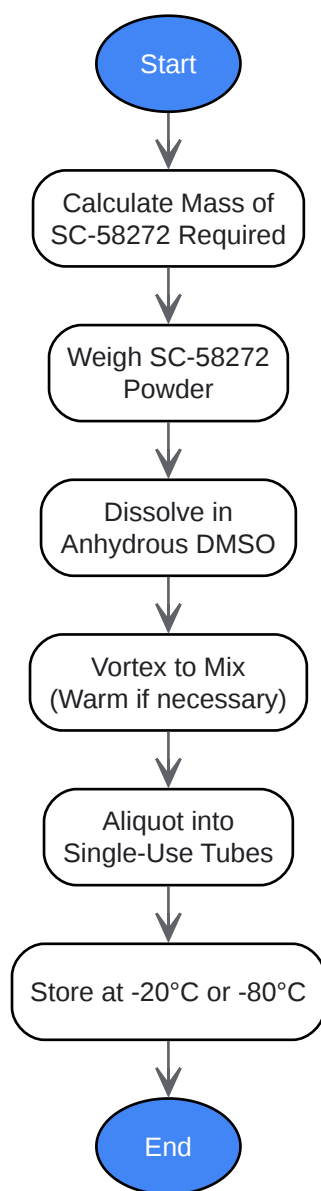 Start
Calculate Mass of
SC-58272 Required
Weigh SC-58272
Powder
Dissolve in
Anhydrous DMSO
Vortex to Mix
(Warm if necessary)
Aliquot into
Single-Use Tubes
Store at -20°C or -80°C
End